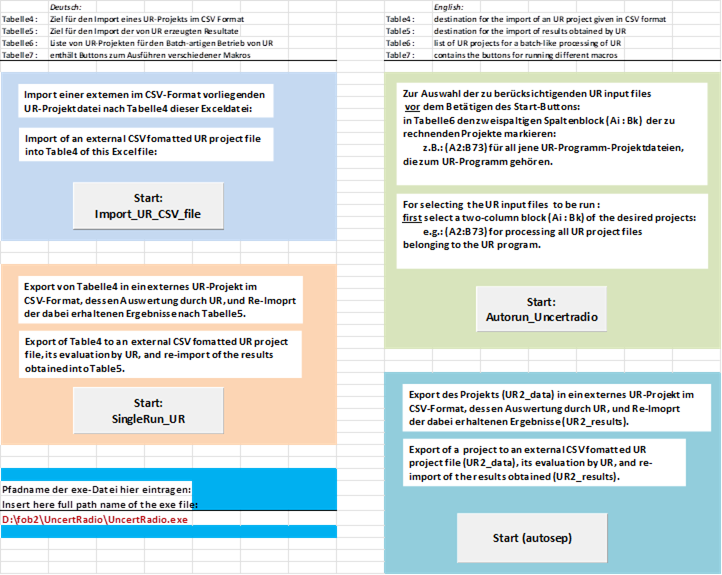 Deutsch:
Tabelle4 : Ziel für den Import eines UR-Projekts im CSV Format
Tabelle5 : Ziel für den Import der von UR erzeugten Resultate
Tabelle6 : Liste von UR-Projekten für den Batch-artigen Betrieb von UR
Tabelle7 : enthält Buttons zum Ausführen verschiedener Makros
English:
Table4 : destination for the import of an UR project given in CSV format
Table5 : destination for the import of results obtained by UR
Table6 : list of UR projects for a batch-like processing of UR
Table7 : contains the buttons for running different macros
Import einer externem im CSV-Format vorliegenden
UR-Projektdatei nach Tabelle4 dieser Exceldatei:
Import of an external CSV fomatted UR project file
into Table4 of this Excel file:
Start:
Import_UR_CSV_file
Export von Tabelle4 in ein externes UR-Projekt im
CSV-Format, dessen Auswertung durch UR, und Re-Imoprt
der dabei erhaltenen Ergebnisse nach Tabelle5.
Export of Table4 to an external CSV fomatted UR project
file, its evaluation by UR, and re-import of the results
obtained into Table5.
Start:
SingleRun_UR
Pfadname der exe-Datei hier eintragen:
Insert here full path name of the exe file:
D:\fob2\UncertRadio\UncertRadio.exe
Zur Auswahl der zu berücksichtigenden UR input files
vor dem Betätigen des Start-Buttons:
in Tabelle6 den zweispaltigen Spaltenblock (Ai : Bk) der zu
rechnenden Projekte markieren:
z.B.: (A2:B73) für all jene UR-Programm-Projektdateien,
die zum UR-Programm gehören.
For selecting the UR input files to be run :
first select a two-column block (Ai : Bk) of the desired projects:
e.g.: (A2:B73) for processing all UR project files
belonging to the UR program.
Start:
Autorun_Uncertradio
Export des Projekts (UR2_data) in ein externes UR-Projekt im
CSV-Format, dessen Auswertung durch UR, und Re-Imoprt
der dabei erhaltenen Ergebnisse (UR2_results).
Export of a project to an external CSV fomatted UR
project file (UR2_data), its evaluation by UR, and re-
import of the results obtained (UR2_results).
Start (autosep)